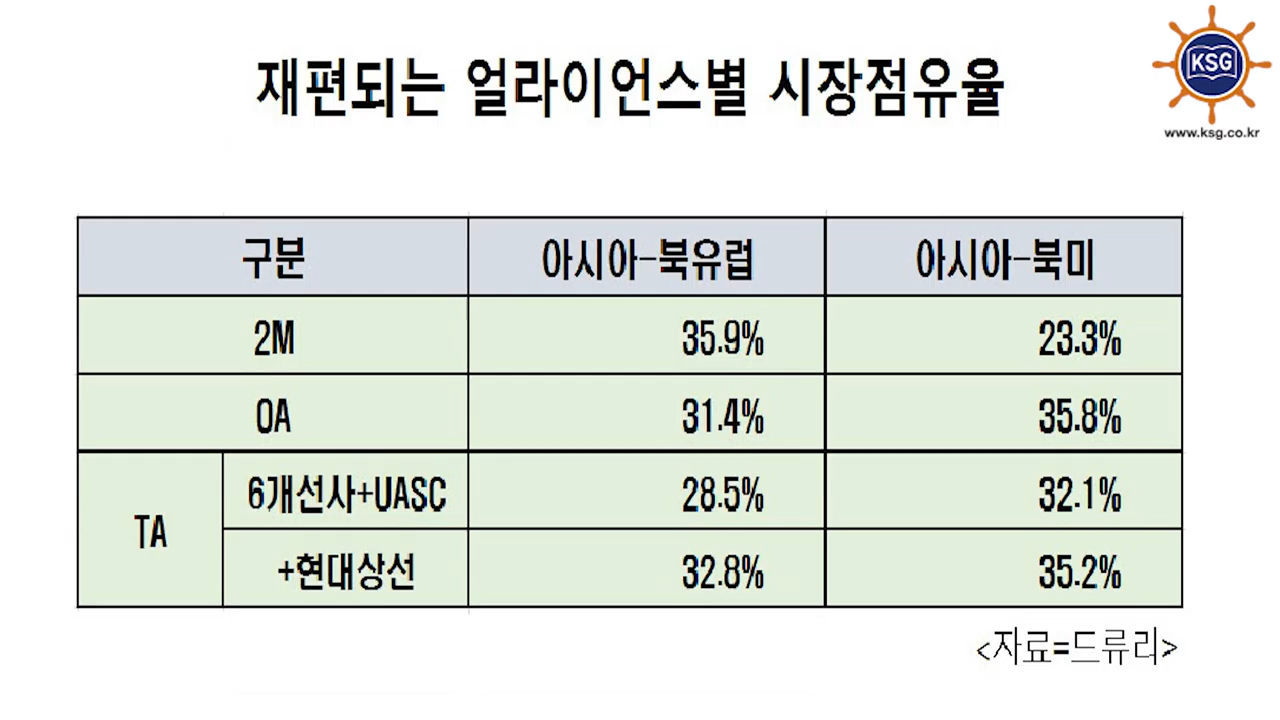 KSG
www.ksg.co.kr
재편되는 얼라이언스별 시장점유율
구분 아시아-북유럽 아시아-북미
2M 35.9% 23.3%
OA 31.4% 35.8%
TA 6개선사+UASC 28.5% 32.1%
+현대상선 32.8% 35.2%
<자료=드류리>